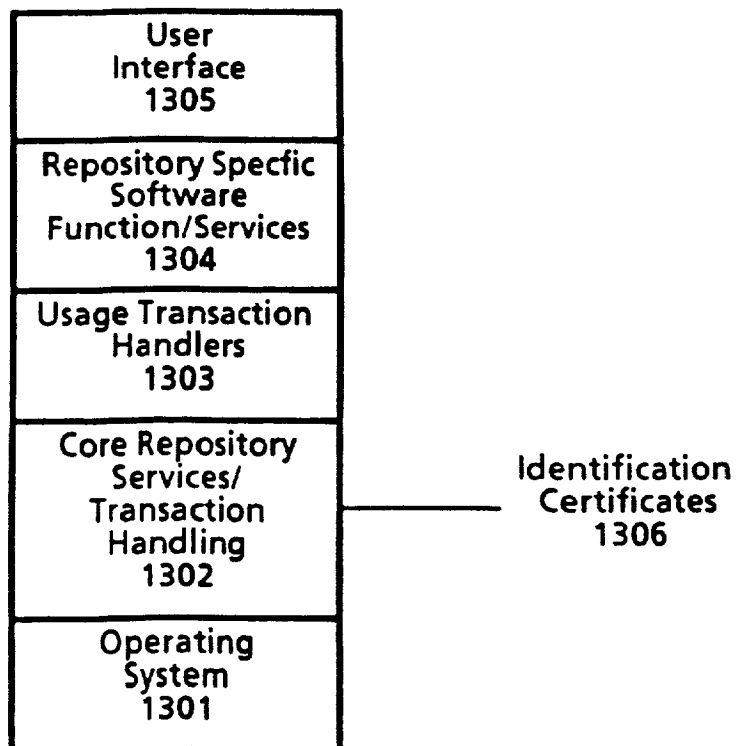 User
Interface
1305
Repository Specfic
Software
Function/Services
1304
Usage Transaction
Handlers
1303
Core Repository
Services/
Transaction
Handling
1302
Identification
Certificates
1306
Operating
System
1301